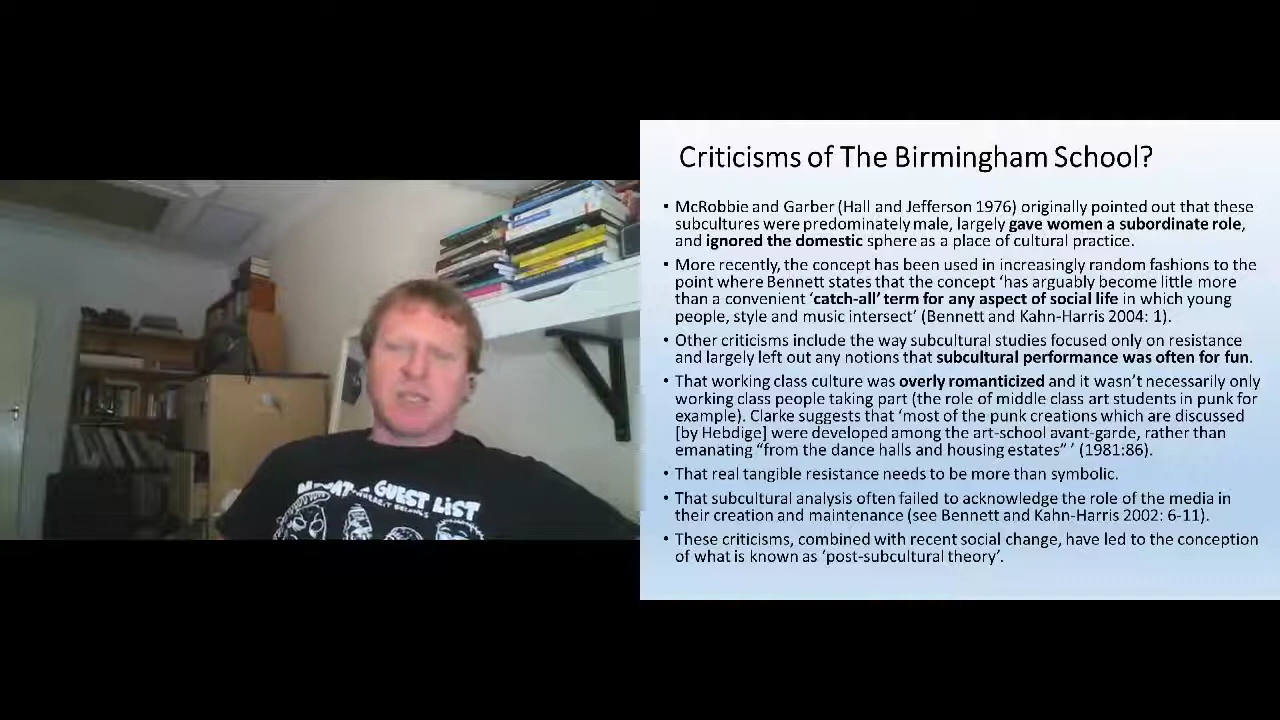 GUEST LIST
WHERE IT BELONGS
Criticisms of The Birmingham School?
• McRobbie and Garber (Hall and Jefferson 1976) originally pointed out that these
subcultures were predominately male, largely gave women a subordinate role,
and ignored the domestic sphere as a place of cultural practice.
• More recently, the concept has been used in increasingly random fashions to the
point where Bennett states that the concept ‘has arguably become little more
than a convenient ‘catch-all’ term for any aspect of social life in which young
people, style and music intersect’ (Bennett and Kahn-Harris 2004: 1).
• Other criticisms include the way subcultural studies focused only on resistance
and largely left out any notions that subcultural performance was often for fun.
• That working class culture was overly romanticized and it wasn’t necessarily only
working class people taking part (the role of middle class art students in punk for
example). Clarke suggests that ‘most of the punk creations which are discussed
[by Hebdige] were developed among the art-school avant-garde, rather than
emanating “from the dance halls and housing estates” ’ (1981:86).
• That real tangible resistance needs to be more than symbolic.
• That subcultural analysis often failed to acknowledge the role of the media in
their creation and maintenance (see Bennett and Kahn-Harris 2002: 6-11).
• These criticisms, combined with recent social change, have led to the conception
of what is known as ‘post-subcultural theory’.